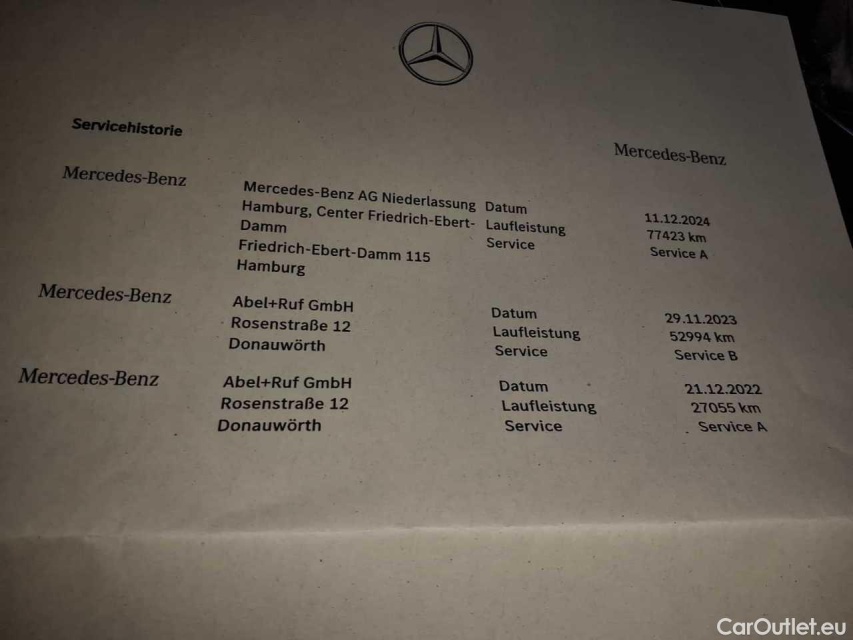 Servicehistorie
Mercedes-Benz
Mercedes-Benz
Mercedes-Benz AG Niederlassung
Hamburg, Center Friedrich-Ebert-
Damm
Friedrich-Ebert-Damm 115
Hamburg
Datum 11.12.2024
Laufleistung 77423 km
Service Service A
Mercedes-Benz
Abel+Ruf GmbH
Rosenstraße 12
Donauwörth
Datum 29.11.2023
Laufleistung 52994 km
Service Service B
Mercedes-Benz
Abel+Ruf GmbH
Rosenstraße 12
Donauwörth
Datum 21.12.2022
Laufleistung 27055 km
Service Service A
CarOutlet.eu